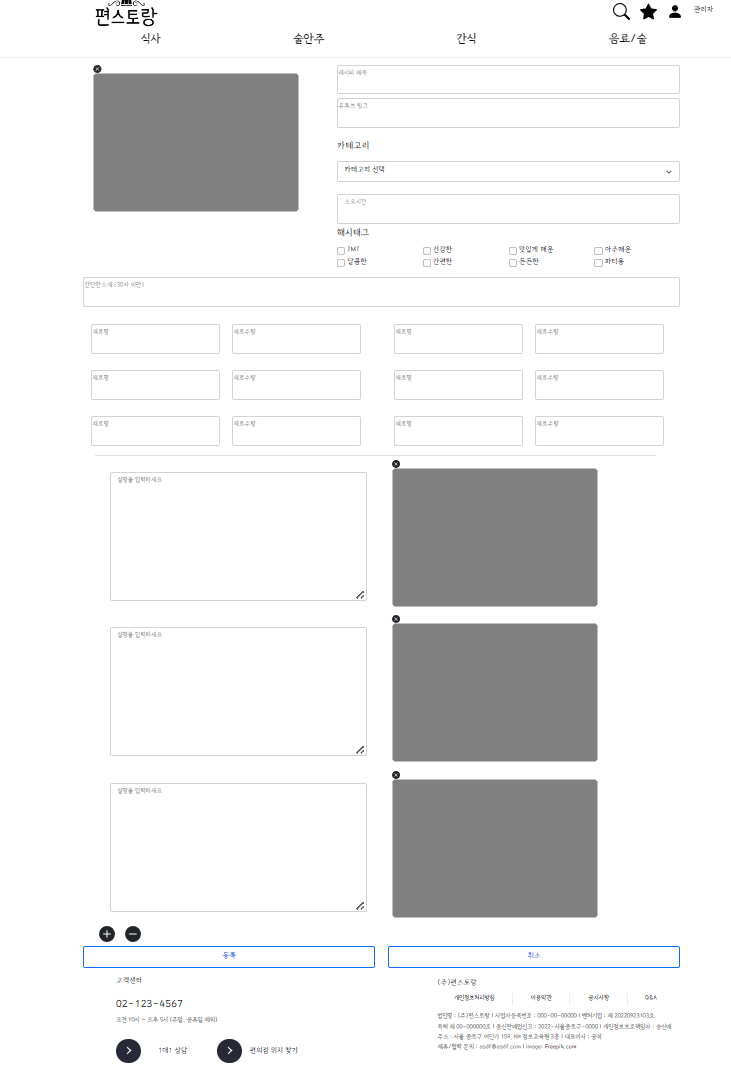 편스토랑
관리자
식사 술안주 간식 음료/술
레시피 제목
유튜브 링크
카테고리
카테고리 선택
소요시간
해시태그
JMT 건강한 맛있게 매운 아주매운
달콤한 간편한 든든한 파티용
간단한소개 (30자 미만)
재료명 재료수량 재료명 재료수량
재료명 재료수량 재료명 재료수량
재료명 재료수량 재료명 재료수량
설명을 입력하세요
설명을 입력하세요
설명을 입력하세요
등록 취소
고객센터
02-123-4567
오전 10시 ~ 오후 5시 (주말, 공휴일 제외)
1대1 상담 편의점 위치 찾기
(주)편스토랑
개인정보처리방침 이용약관 공지사항 Q&A
법인명 : (주)편스토랑 | 사업자등록번호 : 000-00-00000 | 벤처기업 : 제 20220923103호
특허 제 00-000000호 | 통신판매업신고 : 2022-서울종로구-0000 | 개인정보보호책임자 : 송신애
주소 : 서울 종로구 여인가 159, KH 정보교육원 3층 | 대표이사 : 공석
제휴/협력 문의 : asdf@asdf.com | image: Freepik.com